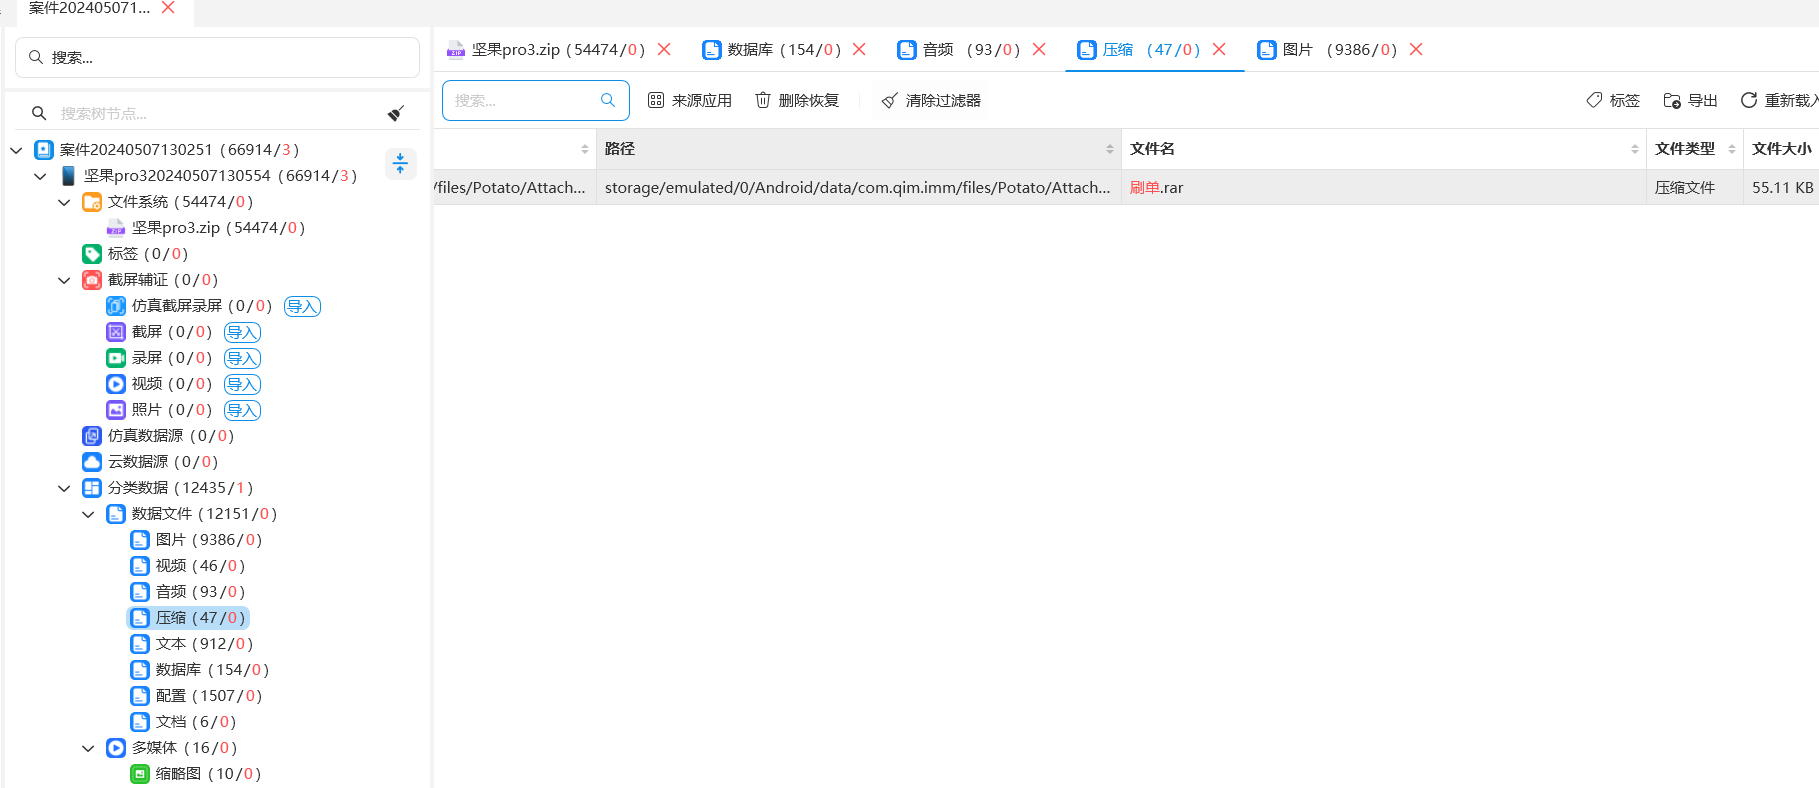 案件202405071...
搜索...
搜索树节点...
案件20240507130251 (66914/3)
坚果pro320240507130554 (66914/3)
文件系统 (54474/0)
坚果pro3.zip (54474/0)
标签 (0/0)
截屏辅证 (0/0)
仿真截屏录屏 (0/0) 导入
截屏 (0/0) 导入
录屏 (0/0) 导入
视频 (0/0) 导入
照片 (0/0) 导入
仿真数据源 (0/0)
云数据源 (0/0)
分类数据 (12435/1)
数据文件 (12151/0)
图片 (9386/0)
视频 (46/0)
音频 (93/0)
压缩 (47/0)
文本 (912/0)
数据库 (154/0)
配置 (1507/0)
文档 (6/0)
多媒体 (16/0)
缩略图 (10/0)
坚果pro3.zip (54474/0) 数据库 (154/0) 音频 (93/0) 压缩 (47/0) 图片 (9386/0)
搜索... 来源应用 删除恢复 清除过滤器 标签 导出 重新载入
路径 文件名 文件类型 文件大小
/files/Potato/Attach... storage/emulated/0/Android/data/com.qim.imm/files/Potato/Attach... 刷单.rar 压缩文件 55.11 KB